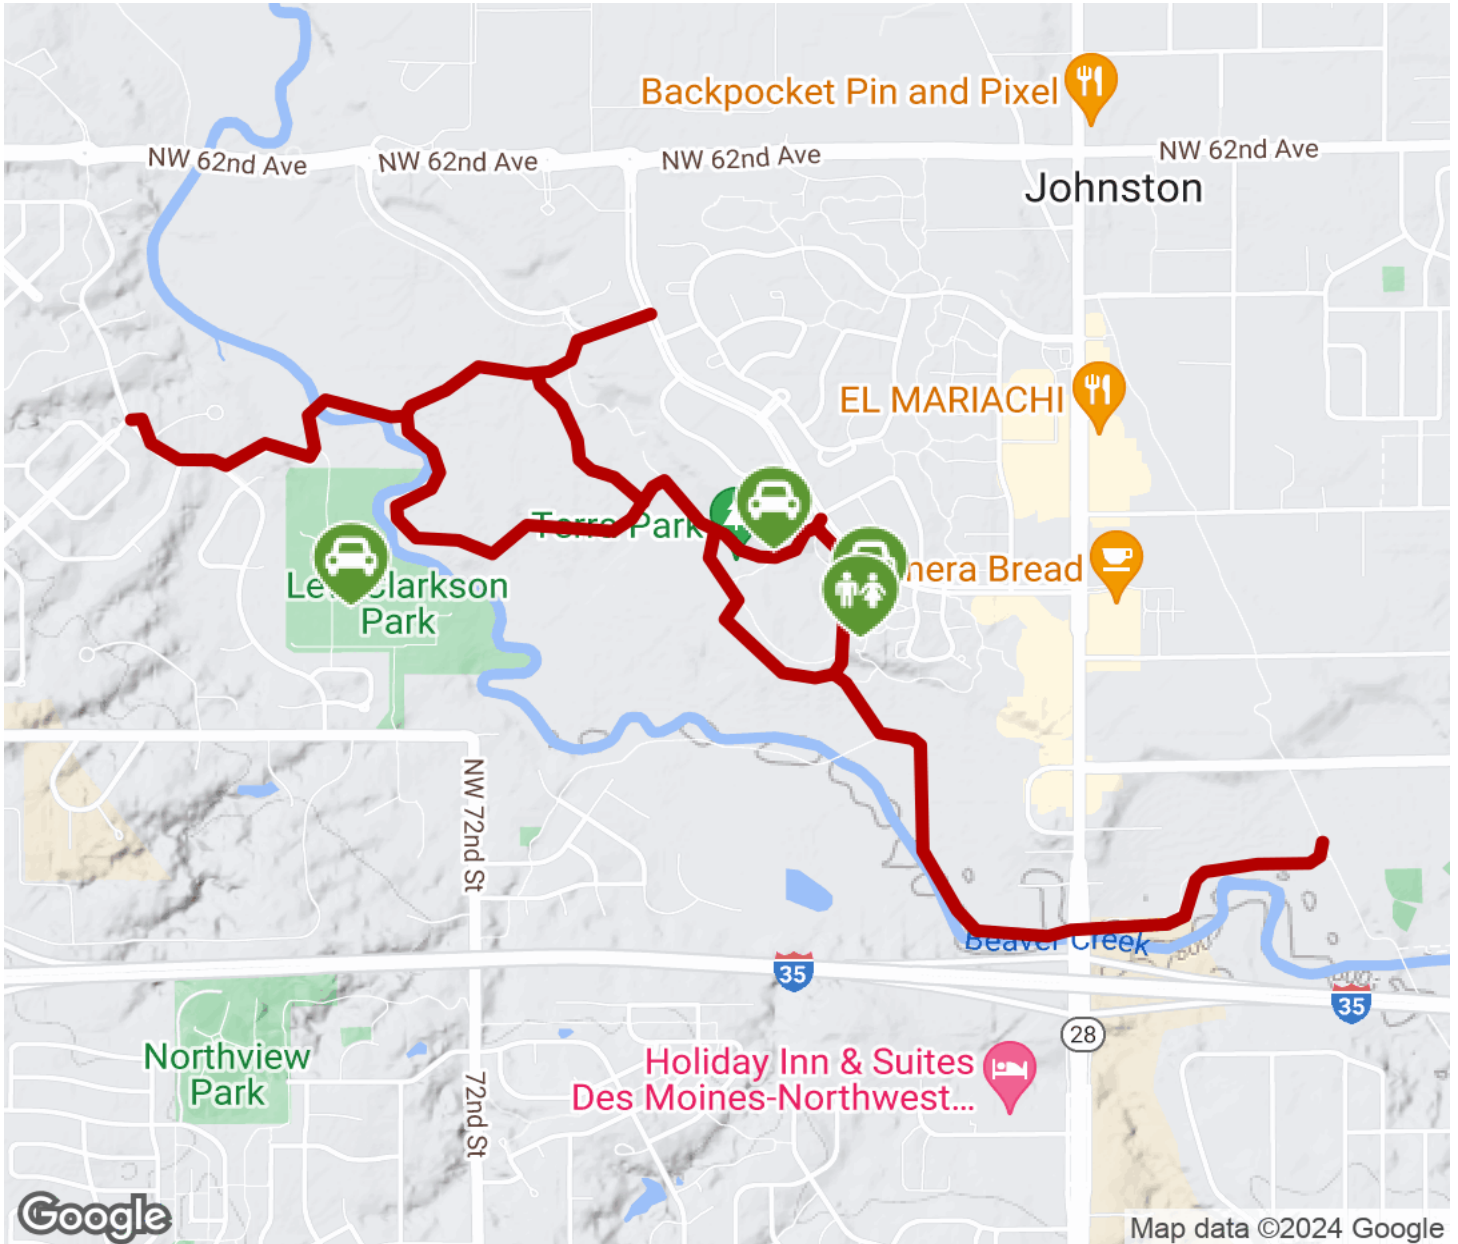 Backpocket Pin and Pixel
NW 62nd Ave
NW 62nd Ave
NW 62nd Ave
NW 62nd Ave
Johnston
EL MARIACHI
Park
Bread
Clarkson
Park
NW 72nd St
Beaver Creek
35
35
28
Northview
Park
Holiday Inn & Suites
Des Moines-Northwest...
72nd St
Google
Map data ©2024 Google